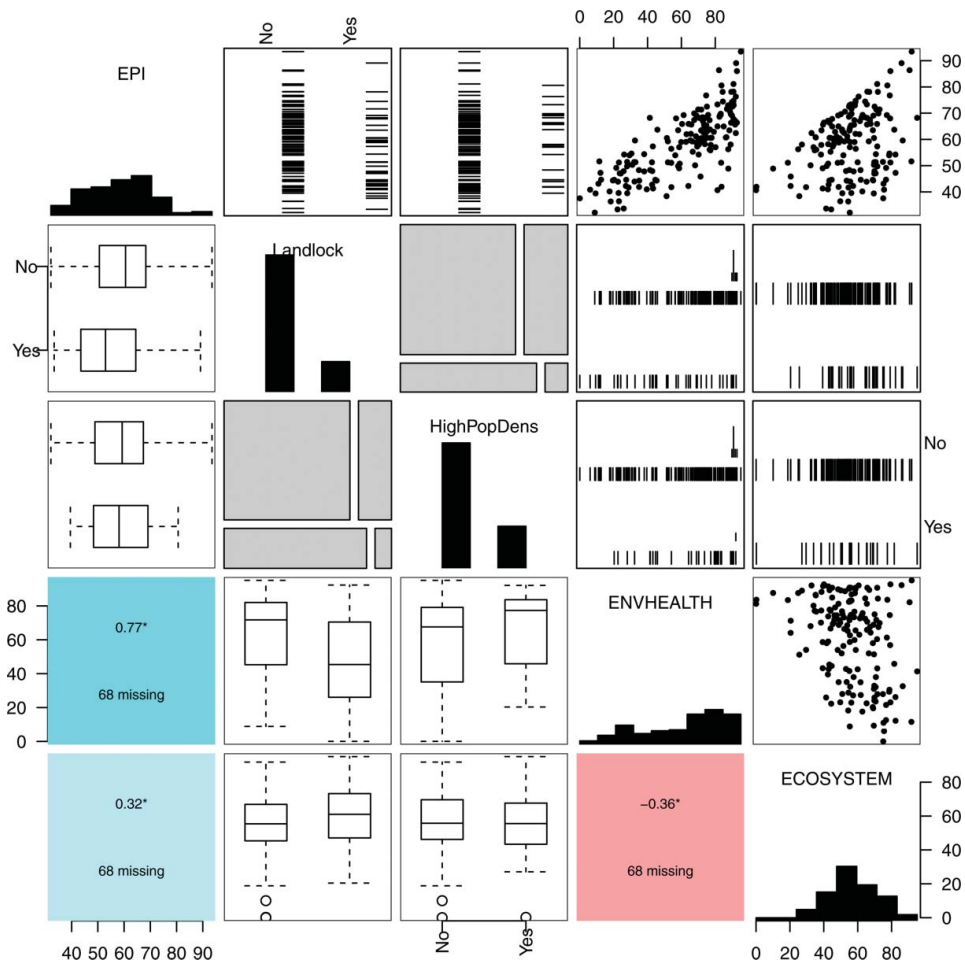 0 20 40 60 80
No Yes
EPI
90
80
70
60
50
40
Landlock
No
Yes
HighPopDens
No
Yes
80
60
40
20
0
0.77*
68 missing
ENVHEALTH
0.32*
68 missing
−0.36*
68 missing
ECOSYSTEM
80
60
40
20
0
No Yes
40 50 60 70 80 90
0 20 40 60 80